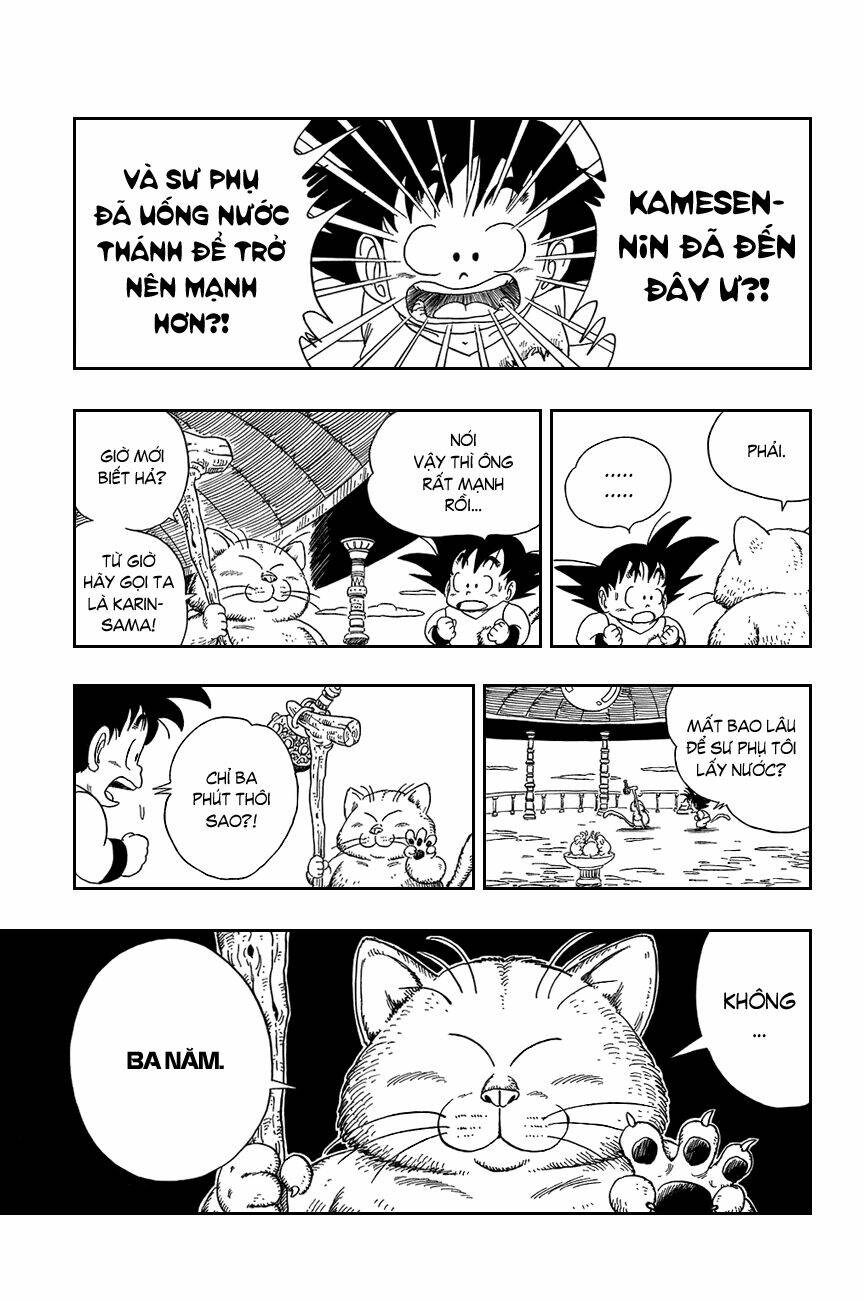 KAMESEN-
NIN ĐÃ ĐẾN
ĐÂY Ư?!
VÀ SƯ PHỤ
ĐÃ UỐNG NƯỚC
THÁNH ĐỂ TRỞ
NÊN MẠNH
HƠN?!
PHẢI.
.....
.....
NÓI
VẬY THÌ ÔNG
RẤT MẠNH
RỒI...
GIỜ MỚI
BIẾT HẢ?
TỪ GIỜ
HÃY GỌI TA
LÀ KARIN-
SAMA!
MẤT BAO LÂU
ĐỂ SƯ PHỤ TÔI
LẤY NƯỚC?
CHỈ BA
PHÚT THÔI
SAO?!
KHÔNG
...
BA NĂM.